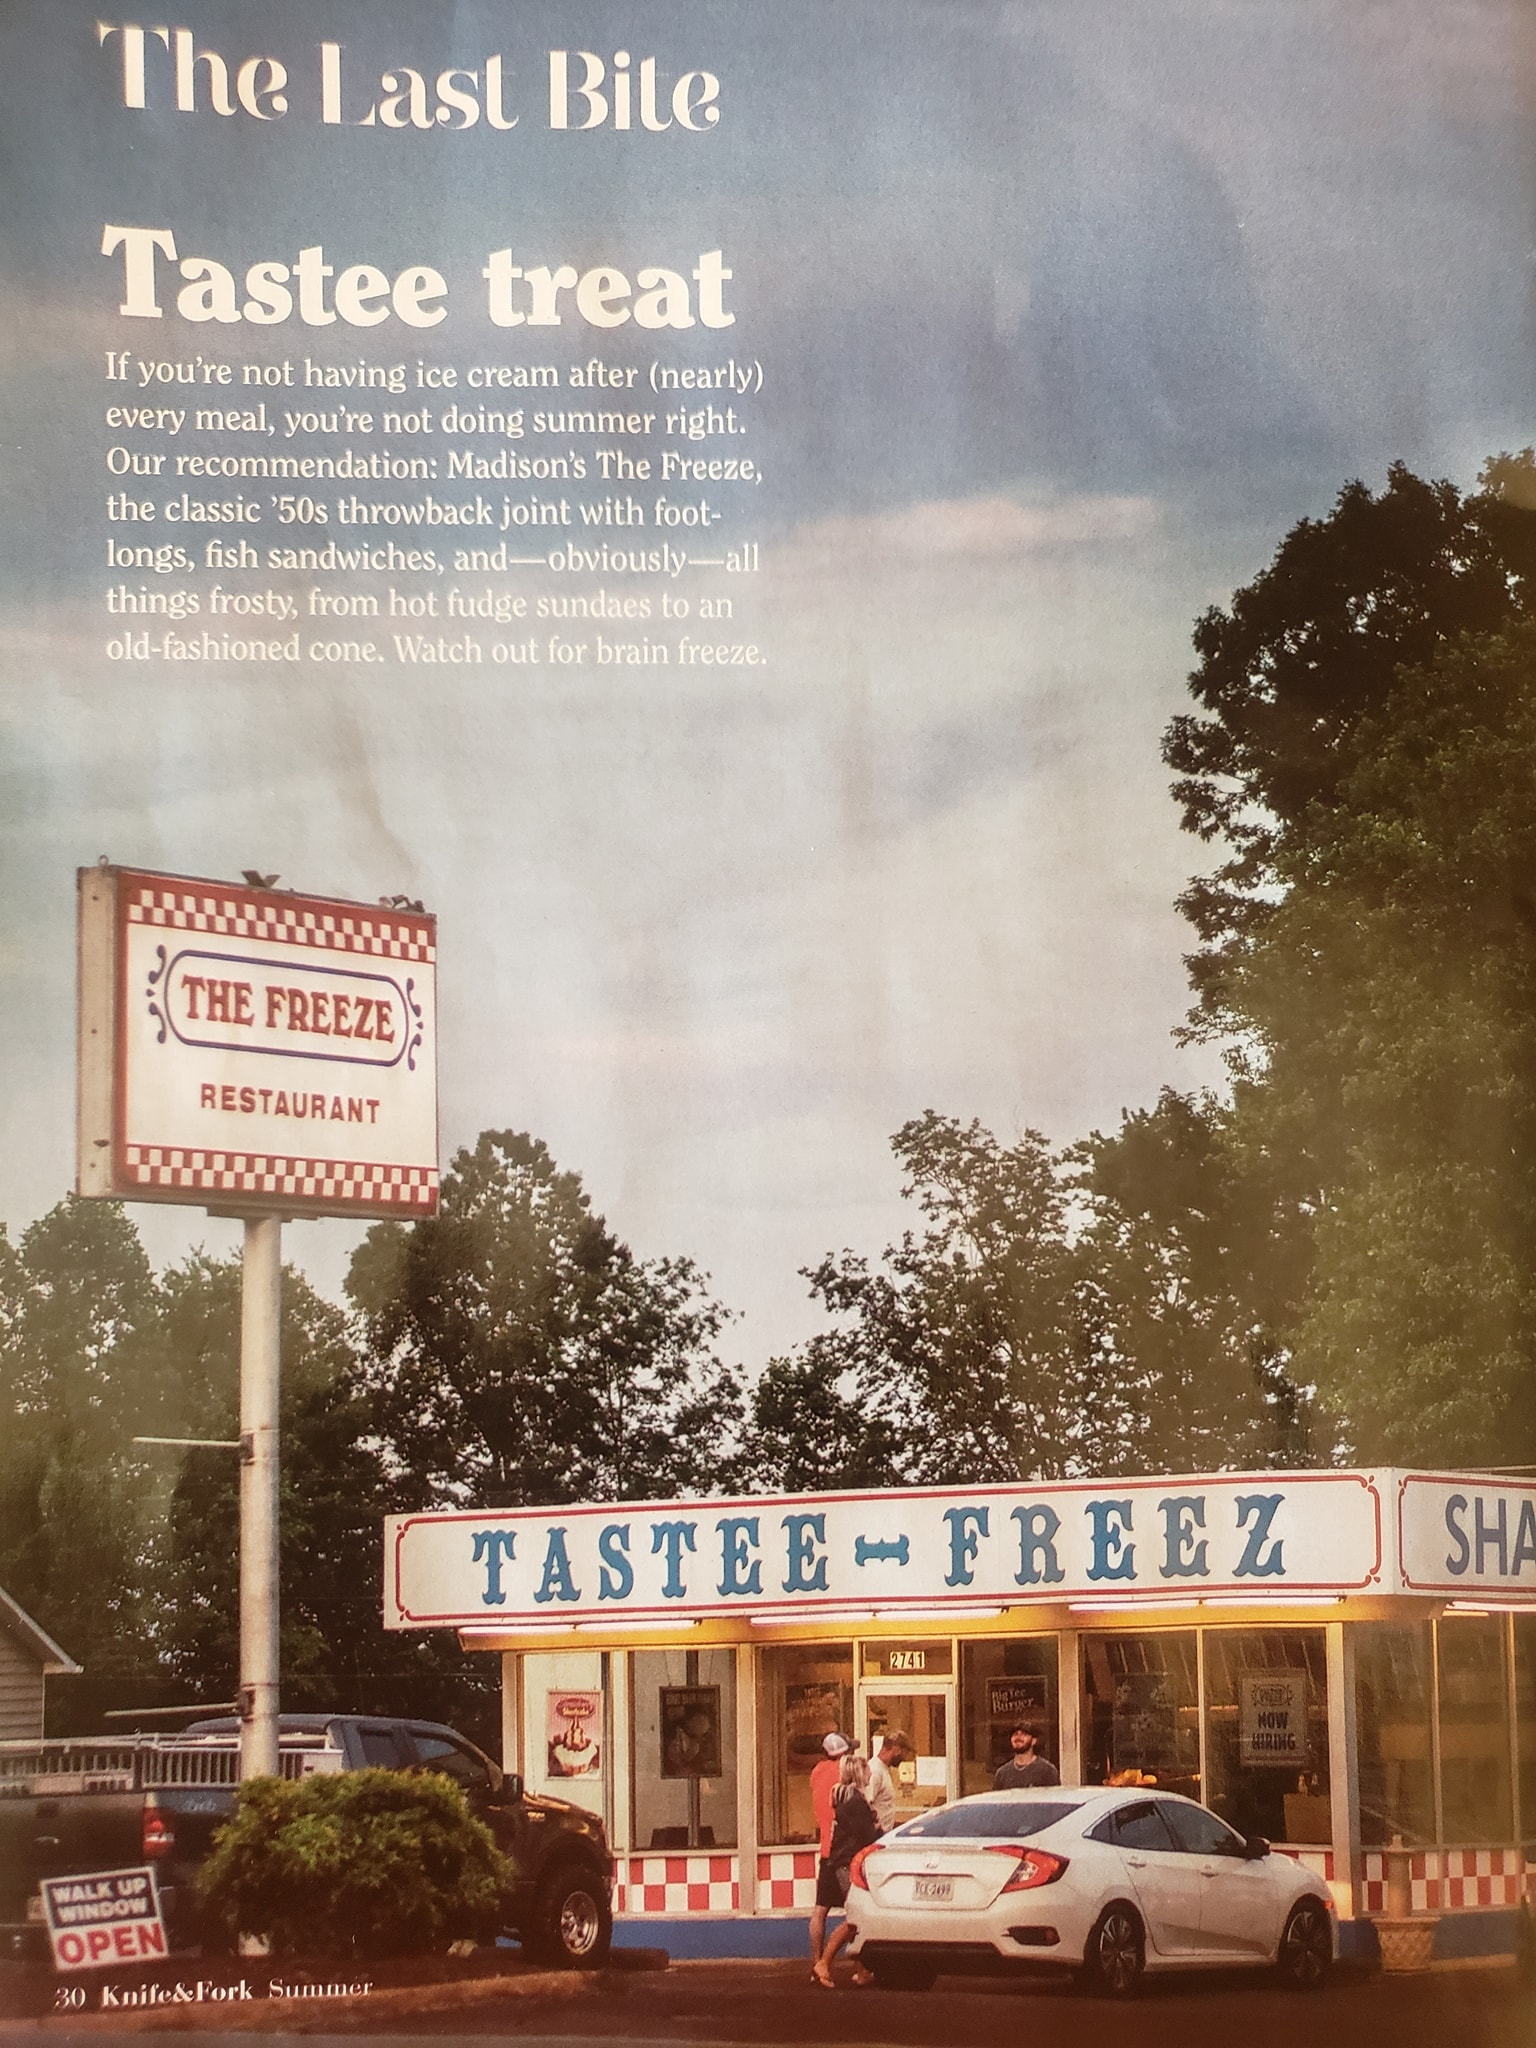 The Last Bite
Tastee treat
If you're not having ice cream after (nearly)
every meal, you're not doing summer right.
Our recommendation: Madison's The Freeze,
the classic '50s throwback joint with foot-
longs, fish sandwiches, and—obviously—all
things frosty, from hot fudge sundaes to an
old-fashioned cone. Watch out for brain freeze.
THE FREEZE
RESTAURANT
TASTEE-FREEZ
SHA
2741
Big Tee
Burger
NOW
HIRING
WALK UP
WINDOW
OPEN
30 Knife&Fork Summer